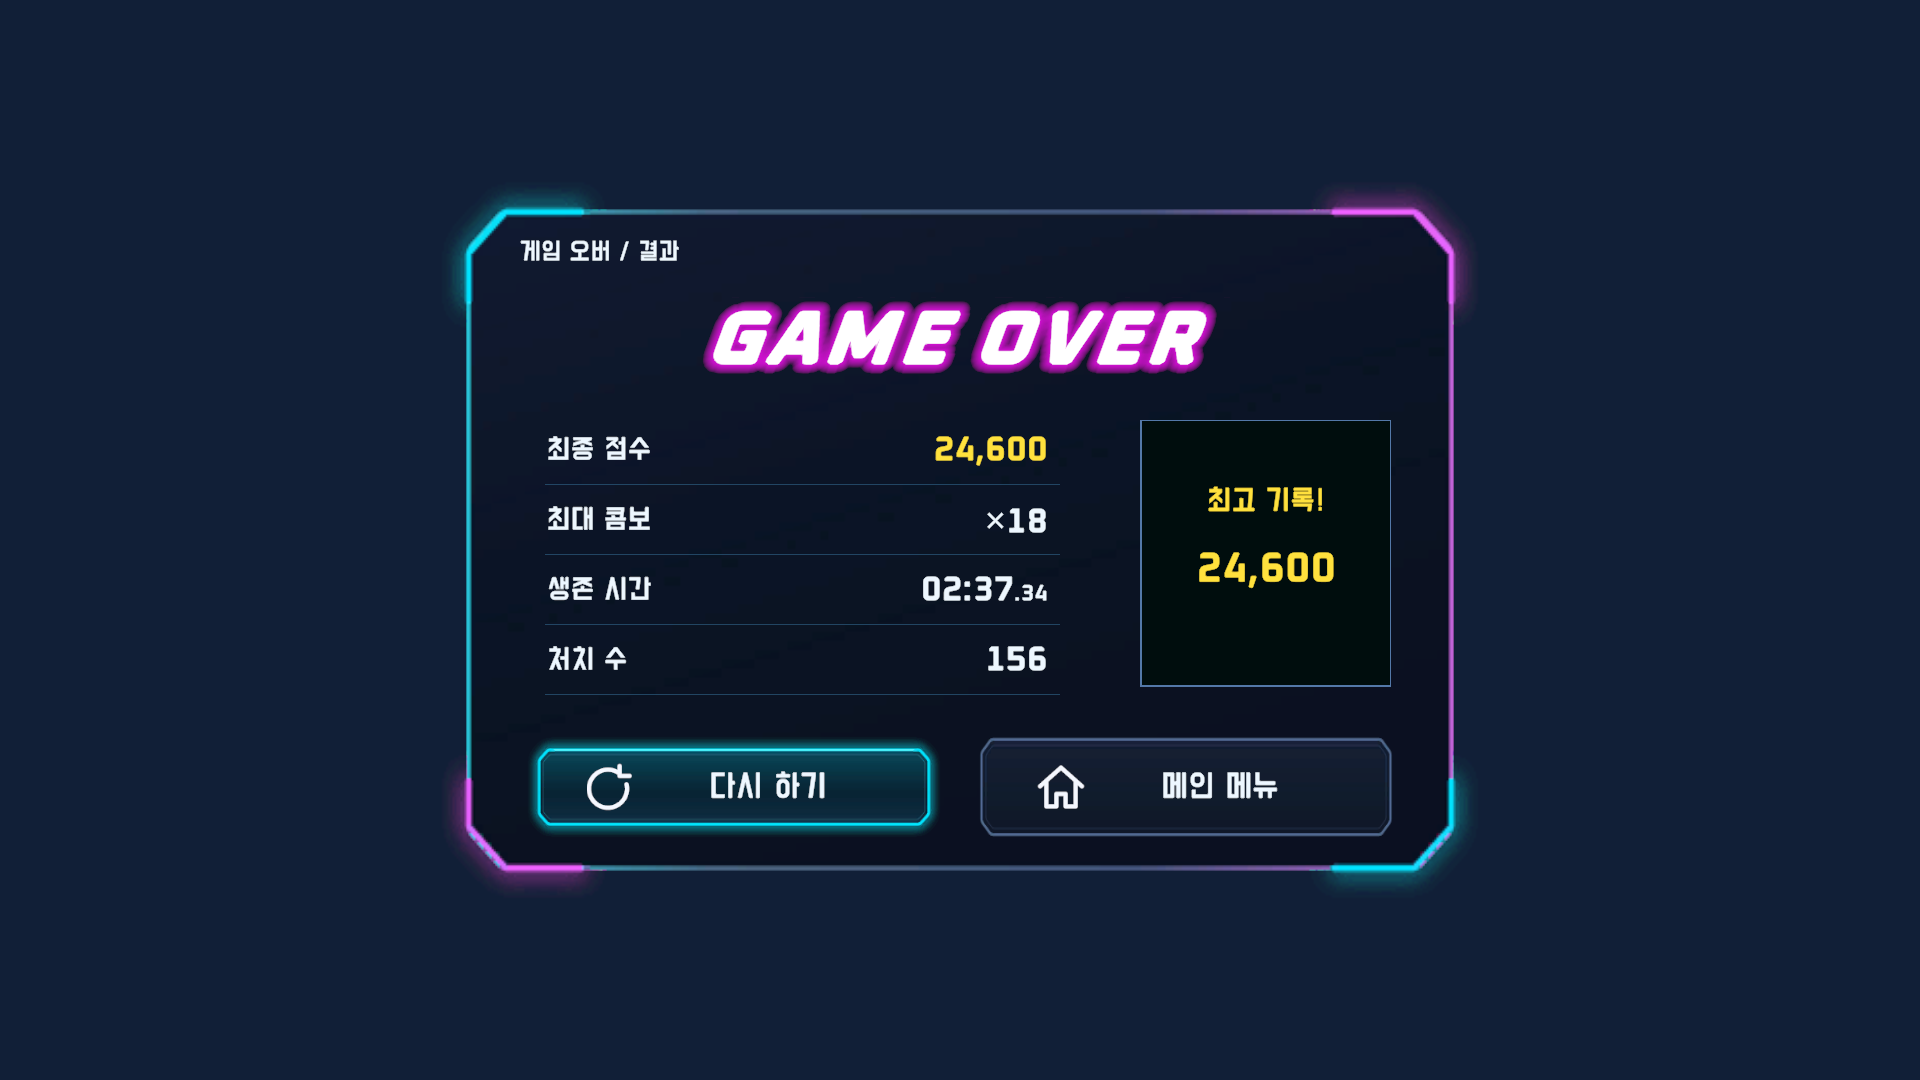 게임 오버 / 결과
GAME OVER
최종 점수 24,600
최대 콤보 ×18
생존 시간 02:37.34
처치 수 156
최고 기록!
24,600
다시 하기
메인 메뉴